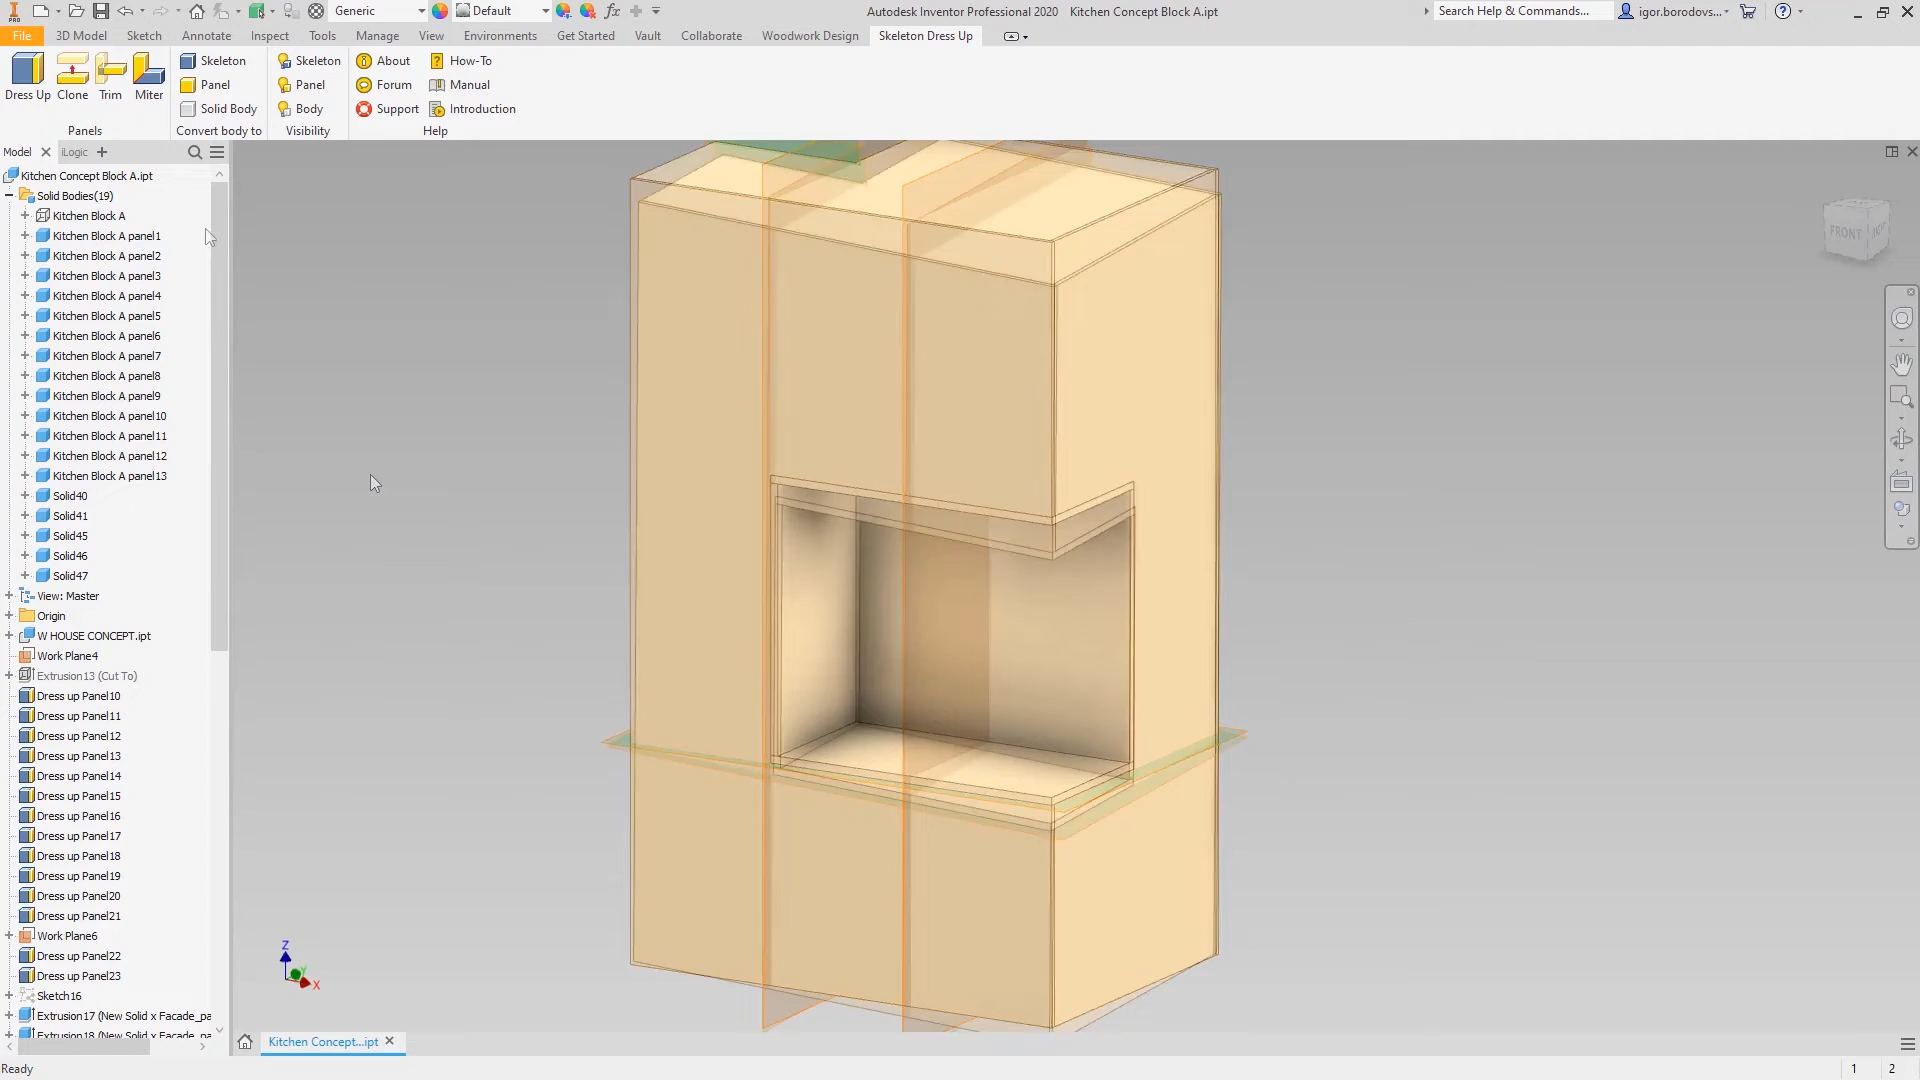 PRO
Generic
Default
fx
Autodesk Inventor Professional 2020 Kitchen Concept Block A.ipt
Search Help & Commands...
igor.borodovs...
File
3D Model
Sketch
Annotate
Inspect
Tools
Manage
View
Environments
Get Started
Vault
Collaborate
Woodwork Design
Skeleton Dress Up
Dress Up
Clone
Trim
Miter
Skeleton
Panel
Solid Body
Skeleton
Panel
Body
About
How-To
Forum
Manual
Support
Introduction
Panels
Convert body to
Visibility
Help
Model
iLogic
Kitchen Concept Block A.ipt
Solid Bodies(19)
Kitchen Block A
Kitchen Block A panel1
Kitchen Block A panel2
Kitchen Block A panel3
Kitchen Block A panel4
Kitchen Block A panel5
Kitchen Block A panel6
Kitchen Block A panel7
Kitchen Block A panel8
Kitchen Block A panel9
Kitchen Block A panel10
Kitchen Block A panel11
Kitchen Block A panel12
Kitchen Block A panel13
Solid40
Solid41
Solid45
Solid46
Solid47
View: Master
Origin
W HOUSE CONCEPT.ipt
Work Plane4
Extrusion13 (Cut To)
Dress up Panel10
Dress up Panel11
Dress up Panel12
Dress up Panel13
Dress up Panel14
Dress up Panel15
Dress up Panel16
Dress up Panel17
Dress up Panel18
Dress up Panel19
Dress up Panel20
Dress up Panel21
Work Plane6
Dress up Panel22
Dress up Panel23
Sketch16
Extrusion17 (New Solid x Facade_pa
Extrusion18 (New Solid x Facade_pa
FRONT
RIGHT
Z
Y
X
Kitchen Concept...ipt
Ready
1
2